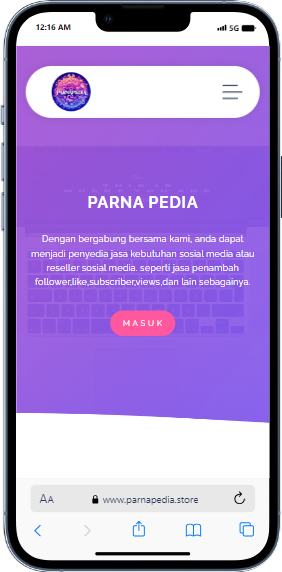 12:16 AM
5G
PARNAPEDIA
PARNA PEDIA
Dengan bergabung bersama kami, anda dapat
menjadi penyedia jasa kebutuhan sosial media atau
reseller sosial media. seperti jasa penambah
follower,like,subscriber,views,dan lain sebagainya.
MASUK
AA
www.parnapedia.store